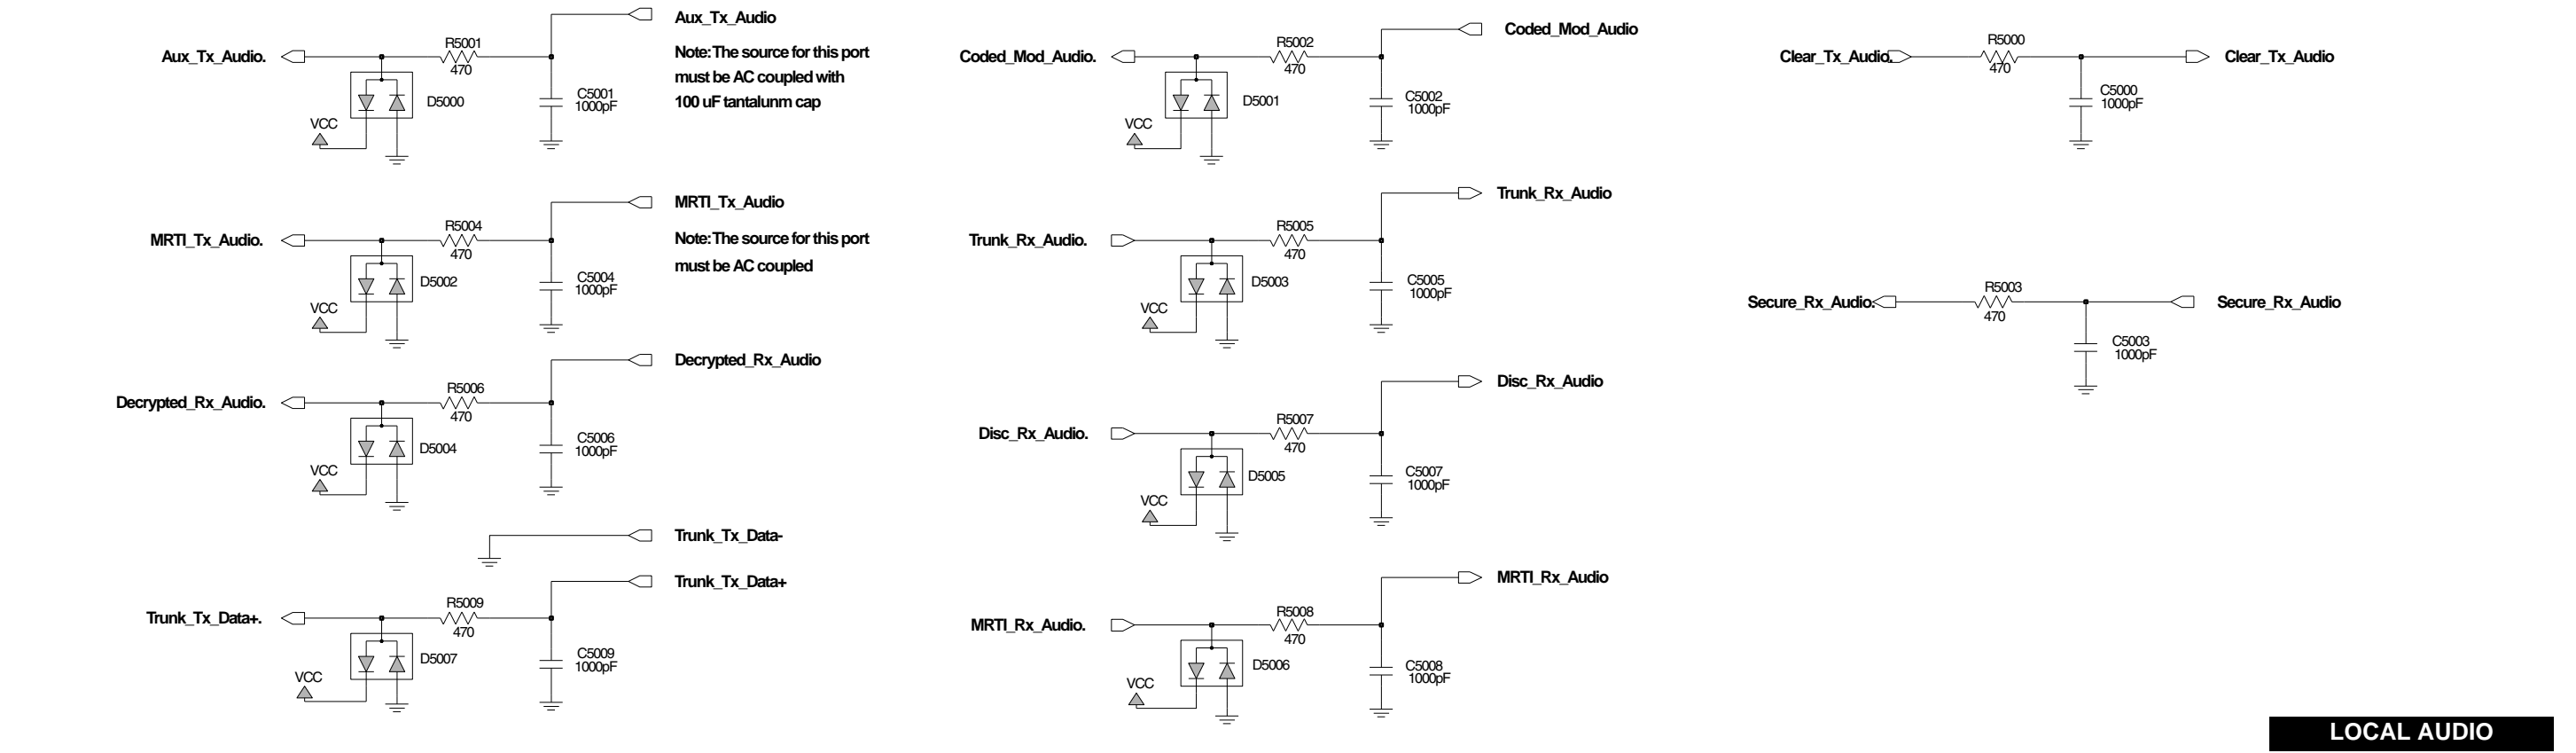 Aux_Tx_Audio
Aux_Tx_Audio.
R5001
470
Note: The source for this port
must be AC coupled with
100 uF tantalunm cap
D5000
C5001
1000pF
VCC
Coded_Mod_Audio
Coded_Mod_Audio.
R5002
470
D5001
C5002
1000pF
VCC
Clear_Tx_Audio.
R5000
470
Clear_Tx_Audio
C5000
1000pF
MRTI_Tx_Audio
MRTI_Tx_Audio.
R5004
470
Note: The source for this port
must be AC coupled
D5002
C5004
1000pF
VCC
Trunk_Rx_Audio
Trunk_Rx_Audio.
R5005
470
D5003
C5005
1000pF
VCC
Secure_Rx_Audio.
R5003
470
Secure_Rx_Audio
C5003
1000pF
Decrypted_Rx_Audio
Decrypted_Rx_Audio.
R5006
470
D5004
C5006
1000pF
VCC
Disc_Rx_Audio
Disc_Rx_Audio.
R5007
470
D5005
C5007
1000pF
VCC
Trunk_Tx_Data-
Trunk_Tx_Data+
Trunk_Tx_Data+.
R5009
470
D5007
C5009
1000pF
VCC
MRTI_Rx_Audio
MRTI_Rx_Audio.
R5008
470
D5006
C5008
1000pF
VCC
LOCAL AUDIO